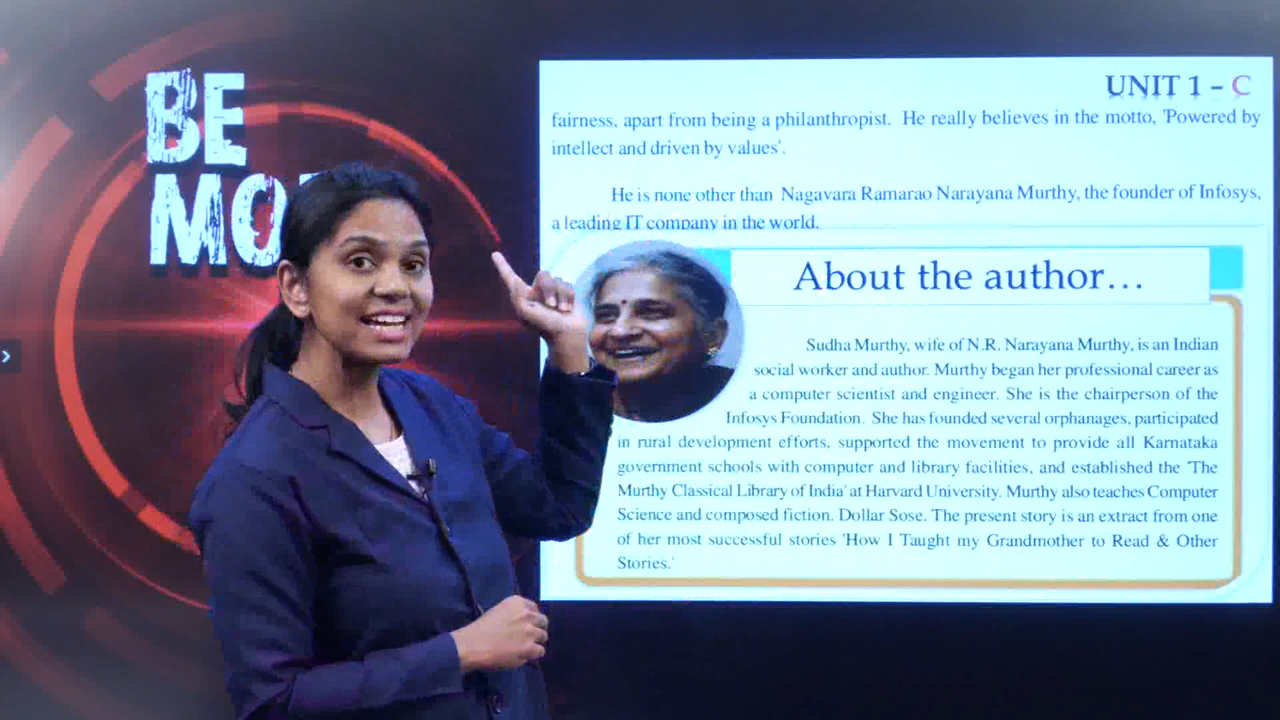 BE
MO
UNIT 1 – C
fairness, apart from being a philanthropist. He really believes in the motto, 'Powered by
intellect and driven by values'.
He is none other than Nagavara Ramarao Narayana Murthy, the founder of Infosys,
a leading IT company in the world.
About the author…
Sudha Murthy, wife of N.R. Narayana Murthy, is an Indian
social worker and author. Murthy began her professional career as
a computer scientist and engineer. She is the chairperson of the
Infosys Foundation. She has founded several orphanages, participated
in rural development efforts, supported the movement to provide all Karnataka
government schools with computer and library facilities, and established the 'The
Murthy Classical Library of India' at Harvard University. Murthy also teaches Computer
Science and composed fiction. Dollar Sose. The present story is an extract from one
of her most successful stories 'How I Taught my Grandmother to Read & Other
Stories.'